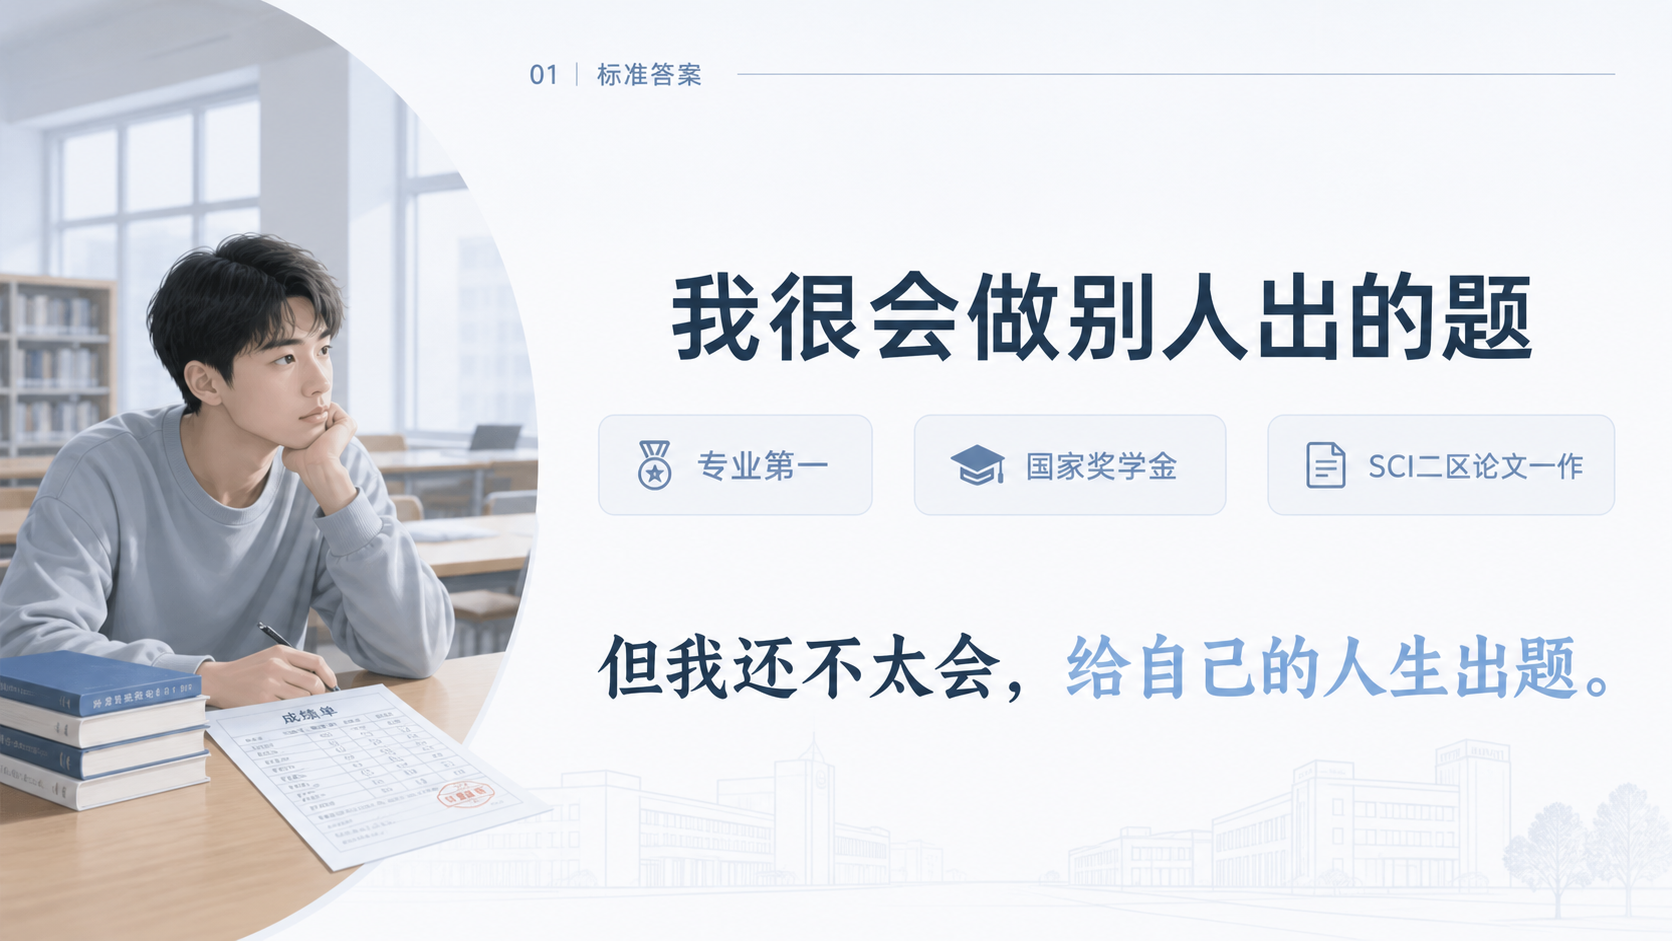 01 | 标准答案
我很会做别人出的题
专业第一
国家奖学金
SCI二区论文一作
但我还不太会，给自己的人生出题。
成绩单